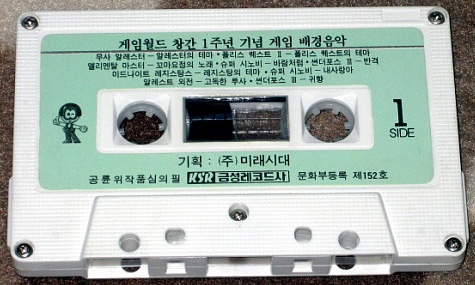 게임월드 창간 1주년 기념 게임 배경음악
무사 알레스터 - 알레스터의 테마 • 폴리스 퀘스트 II - 폴리스 퀘스트의 테마
엘리멘탈 마스터 - 꼬마요정의 노래 • 슈퍼 시노비 - 바람처럼 • 썬더포스 III - 반격
미드나이트 레지스탕스 - 레지스탕의 테마 • 슈퍼 시노비 - 내사랑아
알레스트 외전 - 고독한 투사 • 썬더포스 III - 귀향
1
SIDE
기획 : (주) 미래시대
공륜위작품심의필 KSR 금성레코드사 문화부등록 제152호